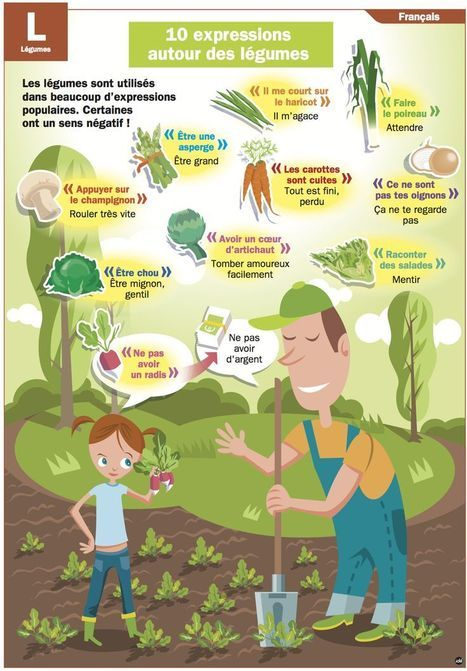 L
Légumes
Français
10 expressions
autour des légumes
Les légumes sont utilisés
dans beaucoup d'expressions
populaires. Certaines
ont un sens négatif !
« Il me court sur
le haricot »
Il m'agace
« Faire
le poireau »
Attendre
« Être une
asperge »
Être grand
« Les carottes
sont cuites »
Tout est fini,
perdu
« Ce ne sont
pas tes oignons »
Ça ne te regarde
pas
« Appuyer sur
le champignon »
Rouler très vite
« Avoir un cœur
d'artichaut »
Tomber amoureux
facilement
« Raconter
des salades »
Mentir
« Être chou »
Être mignon,
gentil
« Ne pas
avoir
un radis »
Ne pas
avoir
d'argent